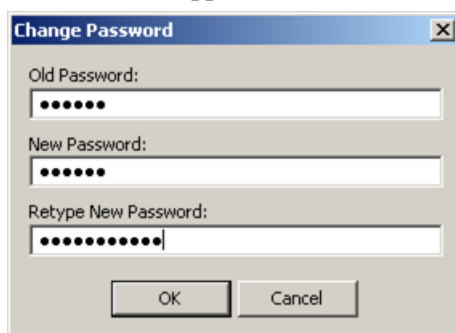 Change Password
Old Password:
●●●●●●
New Password:
●●●●●●
Retype New Password:
●●●●●●●●●●●
OK Cancel